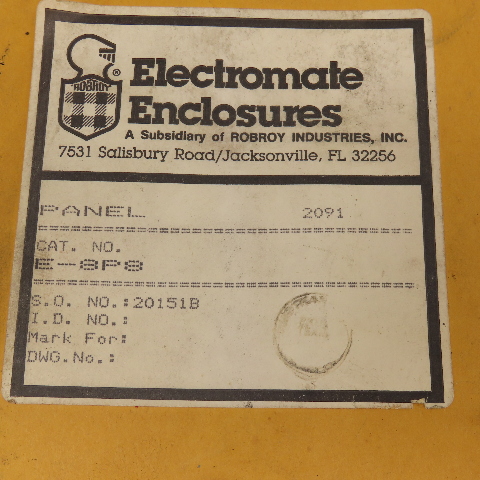 ROBROY
®
Electromate
Enclosures
A Subsidiary of ROBROY INDUSTRIES, INC.
7531 Salisbury Road/Jacksonville, FL 32256
PANEL 2091
CAT. NO.
E-8P8
S.O. NO.:20151B
I.D. NO.:
Mark For:
DWG.No.: